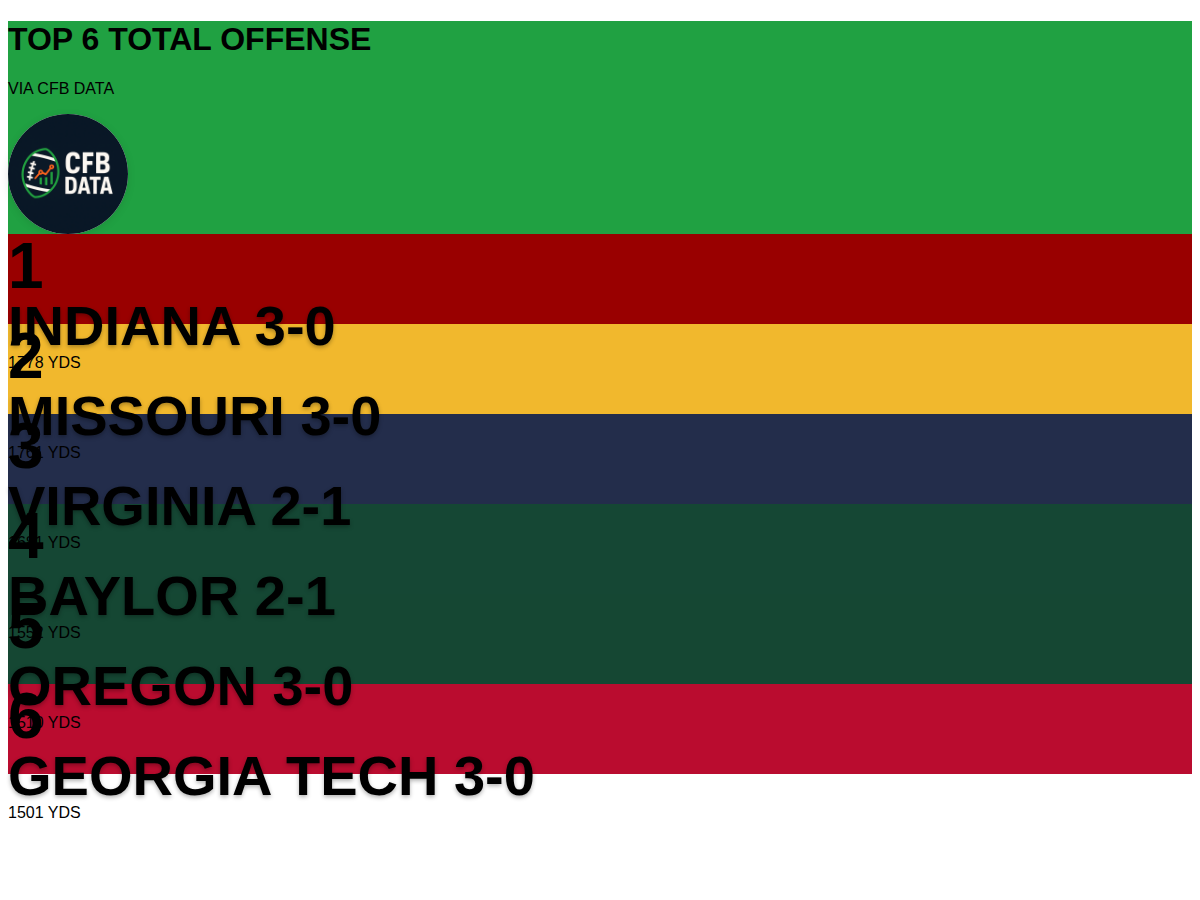 TOP 6 TOTAL OFFENSE
VIA CFB DATA
CFB
DATA
1
INDIANA 3-0
1778 YDS
2
MISSOURI 3-0
YDS
3
VIRGINIA 2-1
YDS
4
BAYLOR 2-1
YDS
5
OREGON 3-0
YDS
6
GEORGIA TECH 3-0
1501 YDS